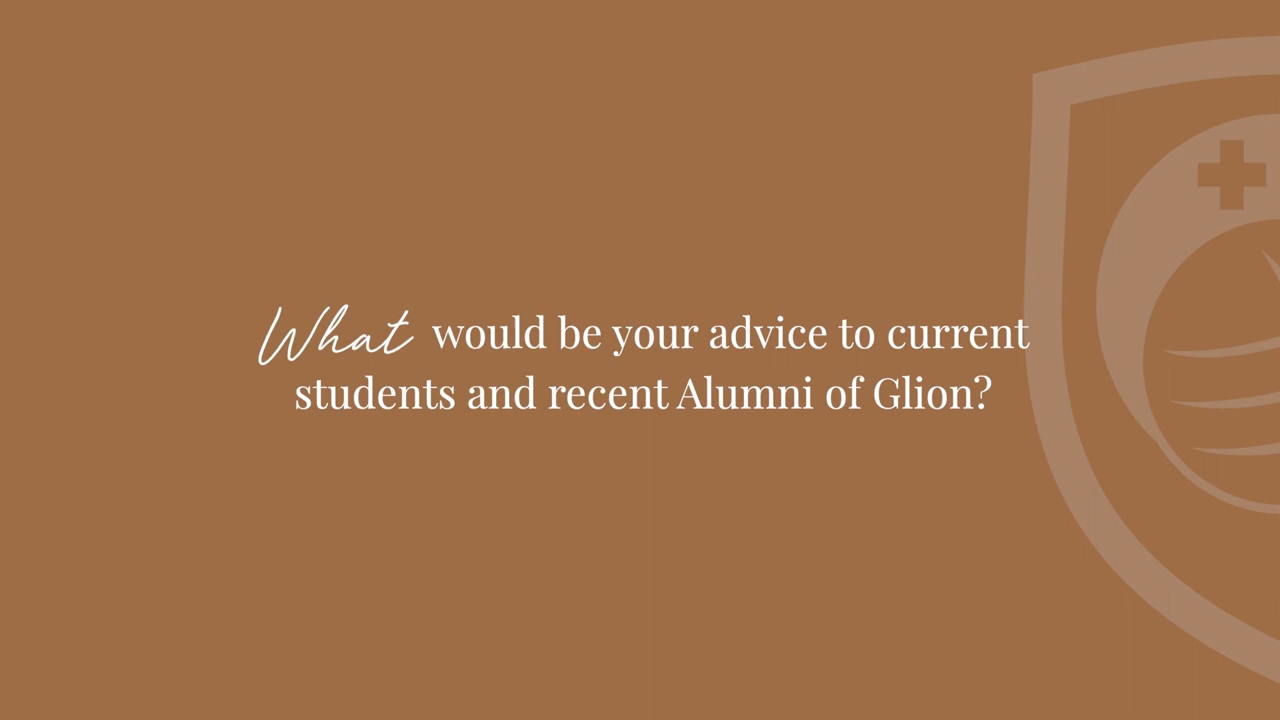 What would be your advice to current
students and recent Alumni of Glion?